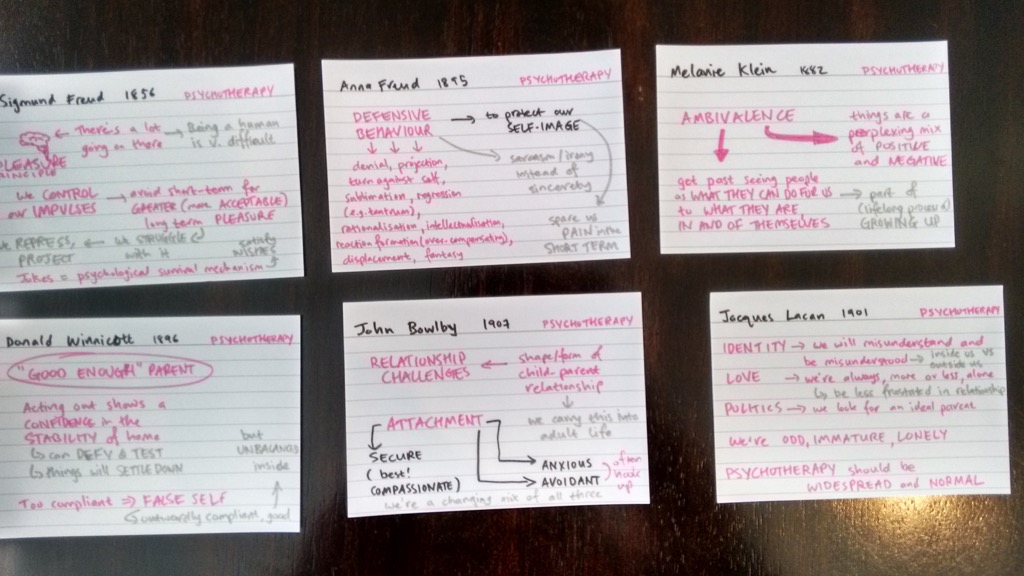 Sigmund Freud 1856 PSYCHOTHERAPY
← There's a lot → Being a human
going on there is v. difficult
PLEASURE
PRINCIPLE
We CONTROL → avoid short-term for
our IMPULSES GREATER (more ACCEPTABLE)
long term PLEASURE
We REPRESS, ← we STRUGGLE satisfy
PROJECT with it WISHES
Jokes = psychological survival mechanism
Anna Freud 1895 PSYCHOTHERAPY
DEFENSIVE → to protect our
BEHAVIOUR SELF-IMAGE
denial, projection, sarcasm/irony
turn against self, instead of
sublimation, regression sincerety
(e.g. tantrum),
rationalisation, intellectualisation, spare us
reaction formation (over-compensating), PAIN in the
displacement, fantasy SHORT TERM
Melanie Klein 1882 PSYCHOTHERAPY
AMBIVALENCE things are a
perplexing mix
of POSITIVE
and NEGATIVE
get past seeing people
as WHAT THEY CAN DO FOR US → part of
to WHAT THEY ARE (lifelong process of)
IN AND OF THEMSELVES GROWING UP
Donald Winnicott 1896 PSYCHOTHERAPY
"GOOD ENOUGH" PARENT
Acting out shows a
CONFIDENCE in the
STABILITY of home but
↳ can DEFY & TEST UNBALANCED
↳ things will SETTLE DOWN inside
Too compliant ⇒ FALSE SELF
outwardly compliant, good
John Bowlby 1907 PSYCHOTHERAPY
RELATIONSHIP ← shape/form of
CHALLENGES child-parent
relationship
ATTACHMENT we carry this into
adult life
SECURE
(best! ANXIOUS often
COMPASSIONATE) AVOIDANT hook
we're a changing mix of all three up
Jacques Lacan 1901 PSYCHOTHERAPY
IDENTITY → we will misunderstand and
be misunderstood → inside us vs
outside us
LOVE → we're always, more or less, alone
↳ be less frustrated in relationship
POLITICS → we look for an ideal parent
We're ODD, IMMATURE, LONELY
PSYCHOTHERAPY should be
WIDESPREAD and NORMAL